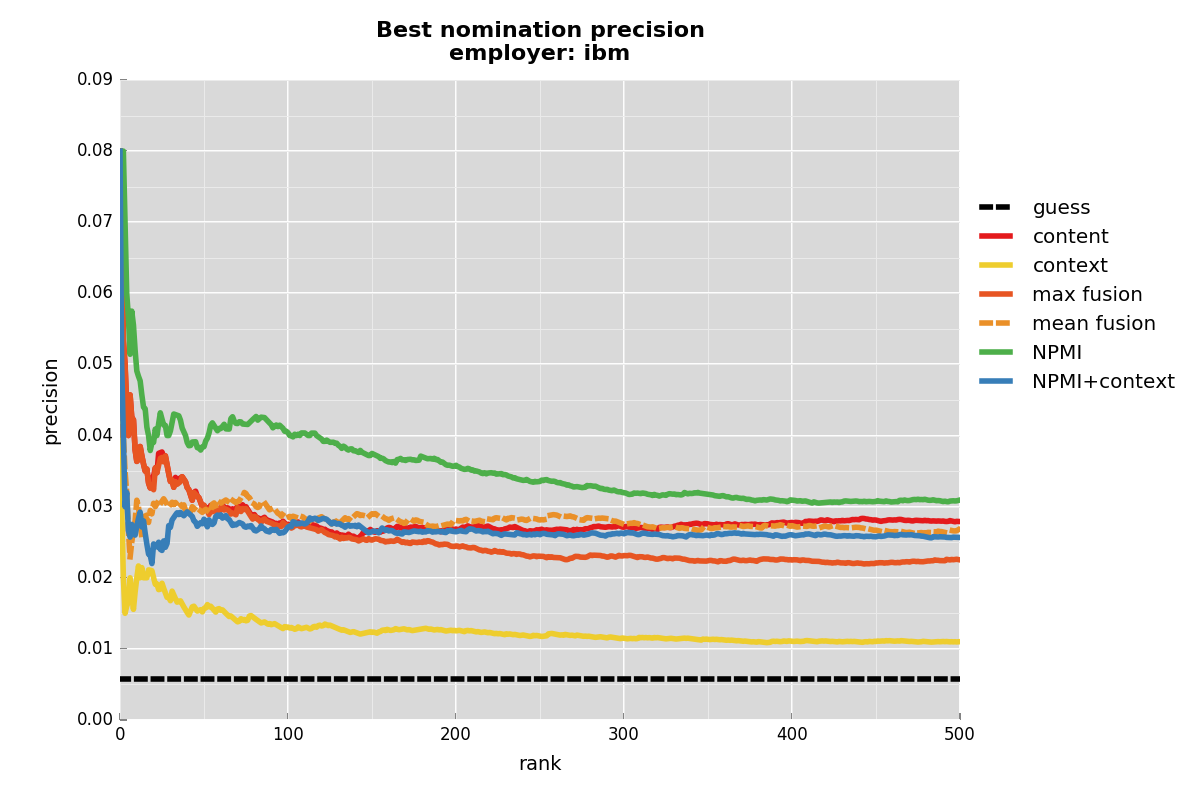 Best nomination precision
employer: ibm
0.09
0.08
0.07
0.06
0.05
0.04
0.03
0.02
0.01
0.00
precision
0
100
200
300
400
500
rank
guess
content
context
max fusion
mean fusion
NPMI
NPMI+context